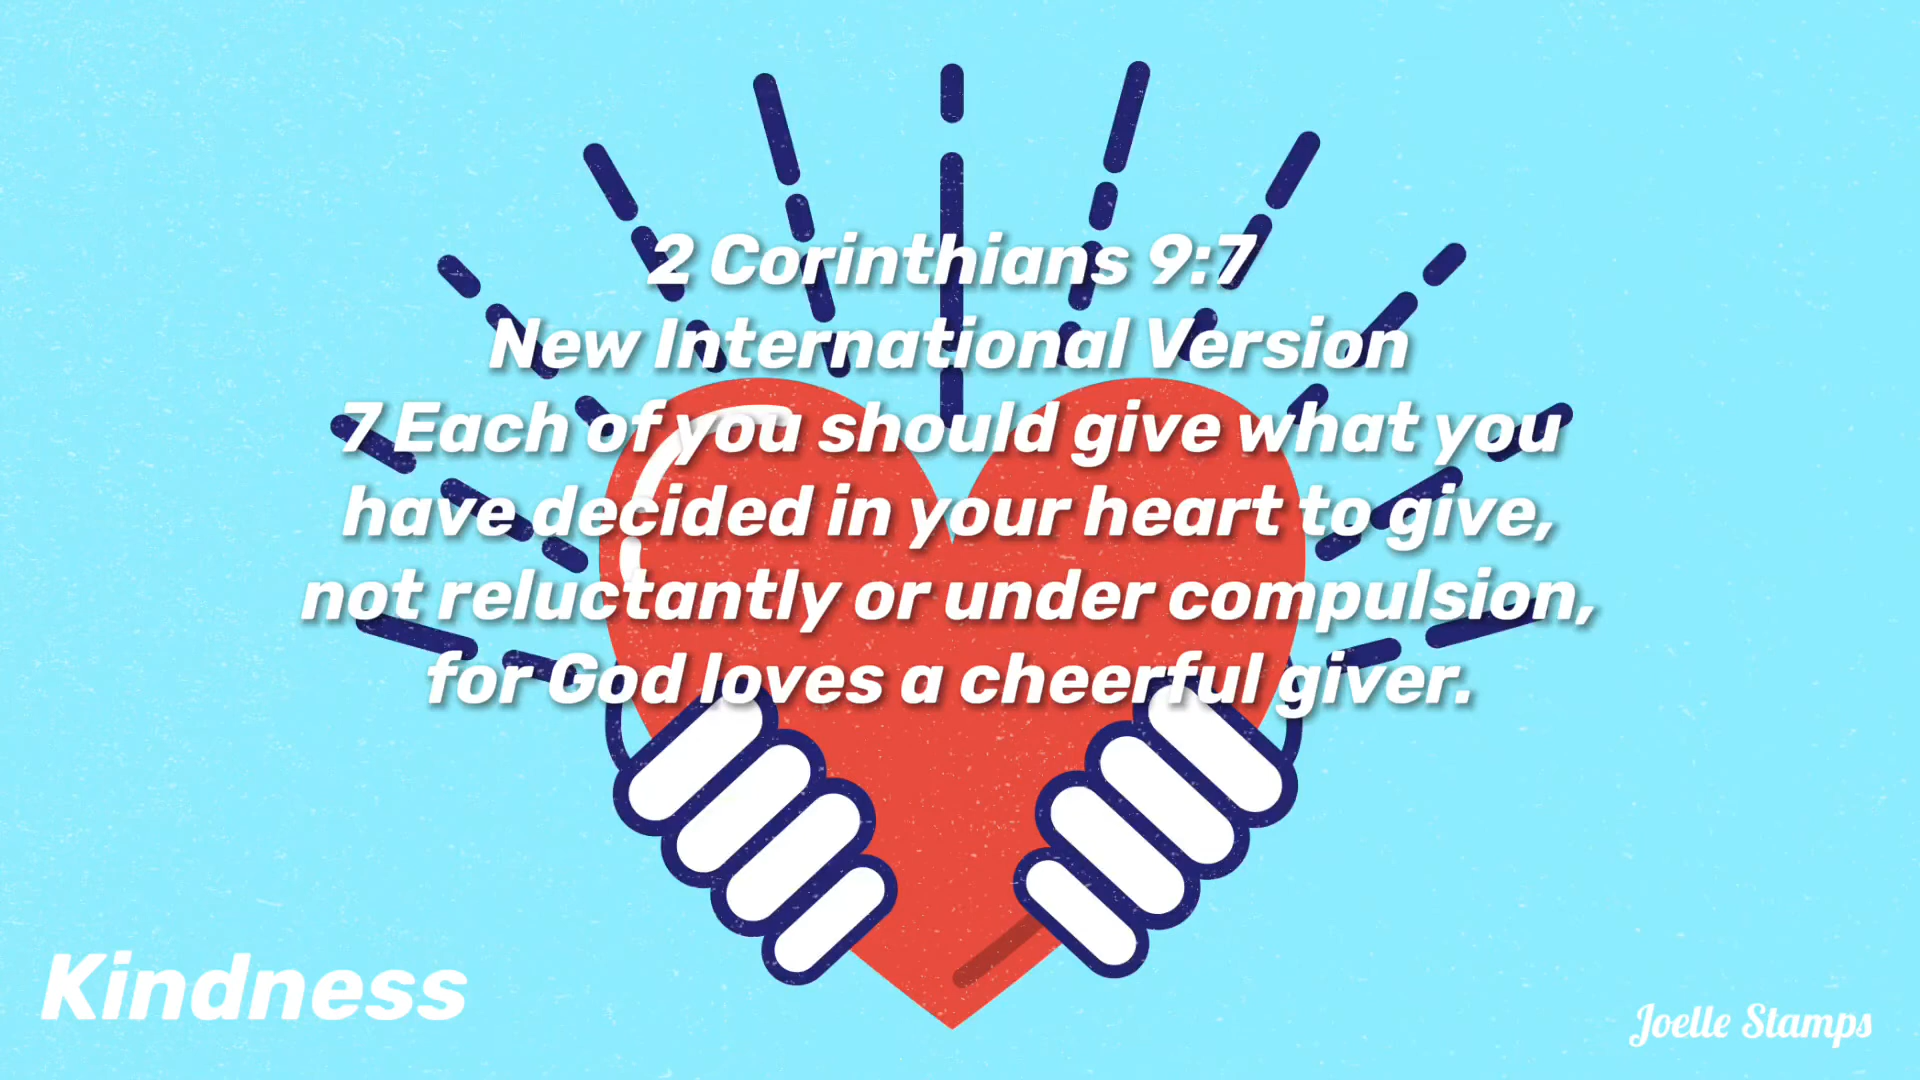 2 Corinthians 9:7
New International Version
7 Each of you should give what you
have decided in your heart to give,
not reluctantly or under compulsion,
for God loves a cheerful giver.
Kindness
Joelle Stamps